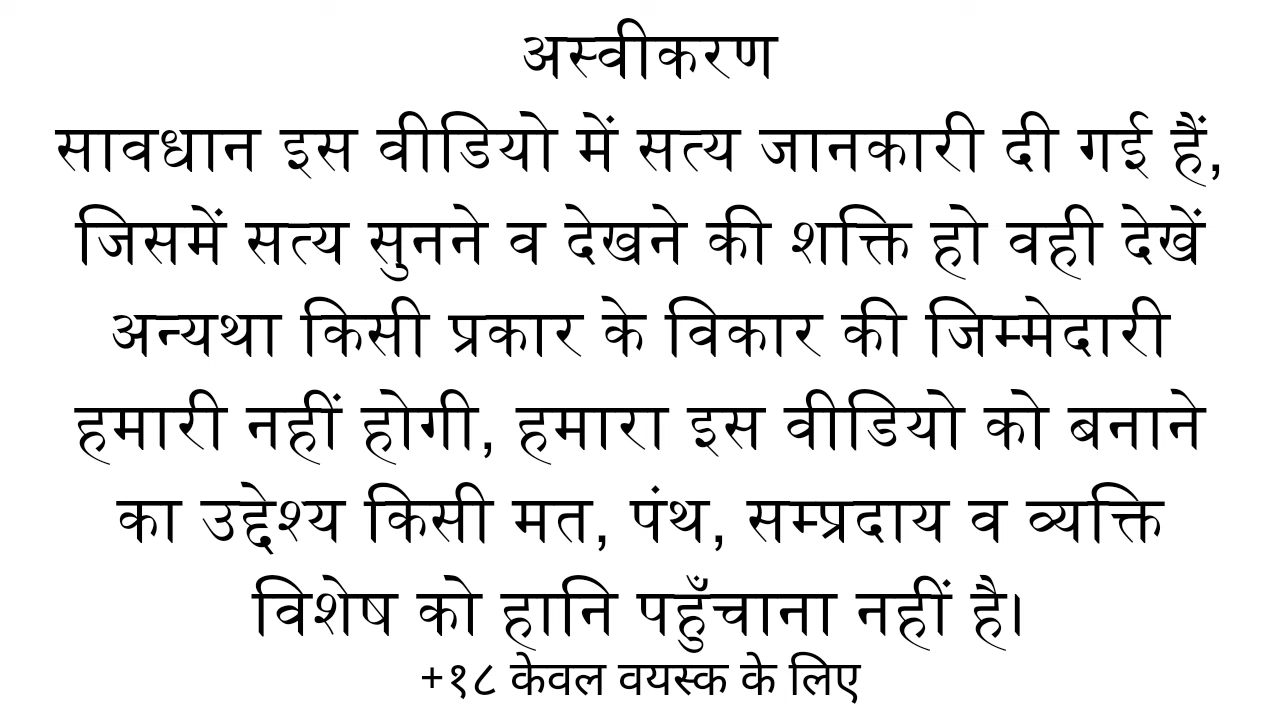 अस्वीकरण
सावधान इस वीडियो में सत्य जानकारी दी गई हैं,
जिसमें सत्य सुनने व देखने की शक्ति हो वही देखें
अन्यथा किसी प्रकार के विकार की जिम्मेदारी
हमारी नहीं होगी, हमारा इस वीडियो को बनाने
का उद्देश्य किसी मत, पंथ, सम्प्रदाय व व्यक्ति
विशेष को हानि पहुँचाना नहीं है।
+१८ केवल वयस्क के लिए